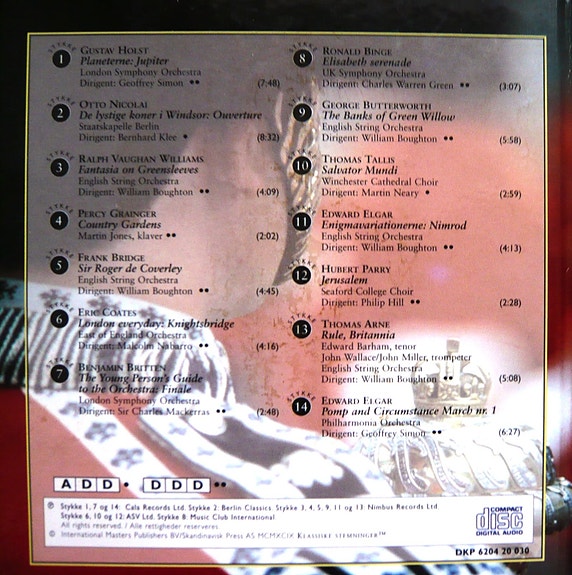 STYKKE 1 GUSTAV HOLST
Planeterne: Jupiter
London Symphony Orchestra
Dirigent: Geoffrey Simon •• (7:48)
STYKKE 2 OTTO NICOLAI
De lystige koner i Windsor: Ouverture
Staatskapelle Berlin
Dirigent: Bernhard Klee • (8:32)
STYKKE 3 RALPH VAUGHAN WILLIAMS
Fantasia on Greensleeves
English String Orchestra
Dirigent: William Boughton •• (4:09)
STYKKE 4 PERCY GRAINGER
Country Gardens
Martin Jones, klaver •• (2:02)
STYKKE 5 FRANK BRIDGE
Sir Roger de Coverley
English String Orchestra
Dirigent: William Boughton •• (4:45)
STYKKE 6 ERIC COATES
London everyday: Knightsbridge
East of England Orchestra
Dirigent: Malcolm Nabarro •• (4:16)
STYKKE 7 BENJAMIN BRITTEN
The Young Person's Guide
to the Orchestra: Finale
London Symphony Orchestra
Dirigent: Sir Charles Mackerras •• (2:48)
STYKKE 8 RONALD BINGE
Elisabeth serenade
UK Symphony Orchestra
Dirigent: Charles Warren Green •• (3:07)
STYKKE 9 GEORGE BUTTERWORTH
The Banks of Green Willow
English String Orchestra
Dirigent: William Boughton •• (5:58)
STYKKE 10 THOMAS TALLIS
Salvator Mundi
Winchester Cathedral Choir
Dirigent: Martin Neary • (2:59)
STYKKE 11 EDWARD ELGAR
Enigmavariationerne: Nimrod
English String Orchestra
Dirigent: William Boughton •• (4:13)
STYKKE 12 HUBERT PARRY
Jerusalem
Seaford College Choir
Dirigent: Philip Hill •• (2:28)
STYKKE 13 THOMAS ARNE
Rule, Britannia
Edward Barham, tenor
John Wallace/John Miller, trompeter
English String Orchestra
Dirigent: William Boughton •• (5:08)
STYKKE 14 EDWARD ELGAR
Pomp and Circumstance March nr. 1
Philharmonia Orchestra
Dirigent: Geoffrey Simon •• (6:27)
ADD • DDD ••
℗ Stykke 1, 7 og 14: Cala Records Ltd. Stykke 2: Berlin Classics Stykke 3, 4, 5, 9, 11 og 13: Nimbus Records Ltd
Stykke 6, 10 og 12: ASV Ltd. Stykke 8: Music Club International
All rights reserved. / Alle rettigheder reserveres.
© International Masters Publishers BV/Skandinavisk Press AS MCMXCIX KLASSISKE STEMNINGER™
COMPACT
disc
DIGITAL AUDIO
DKP 6204 20 030